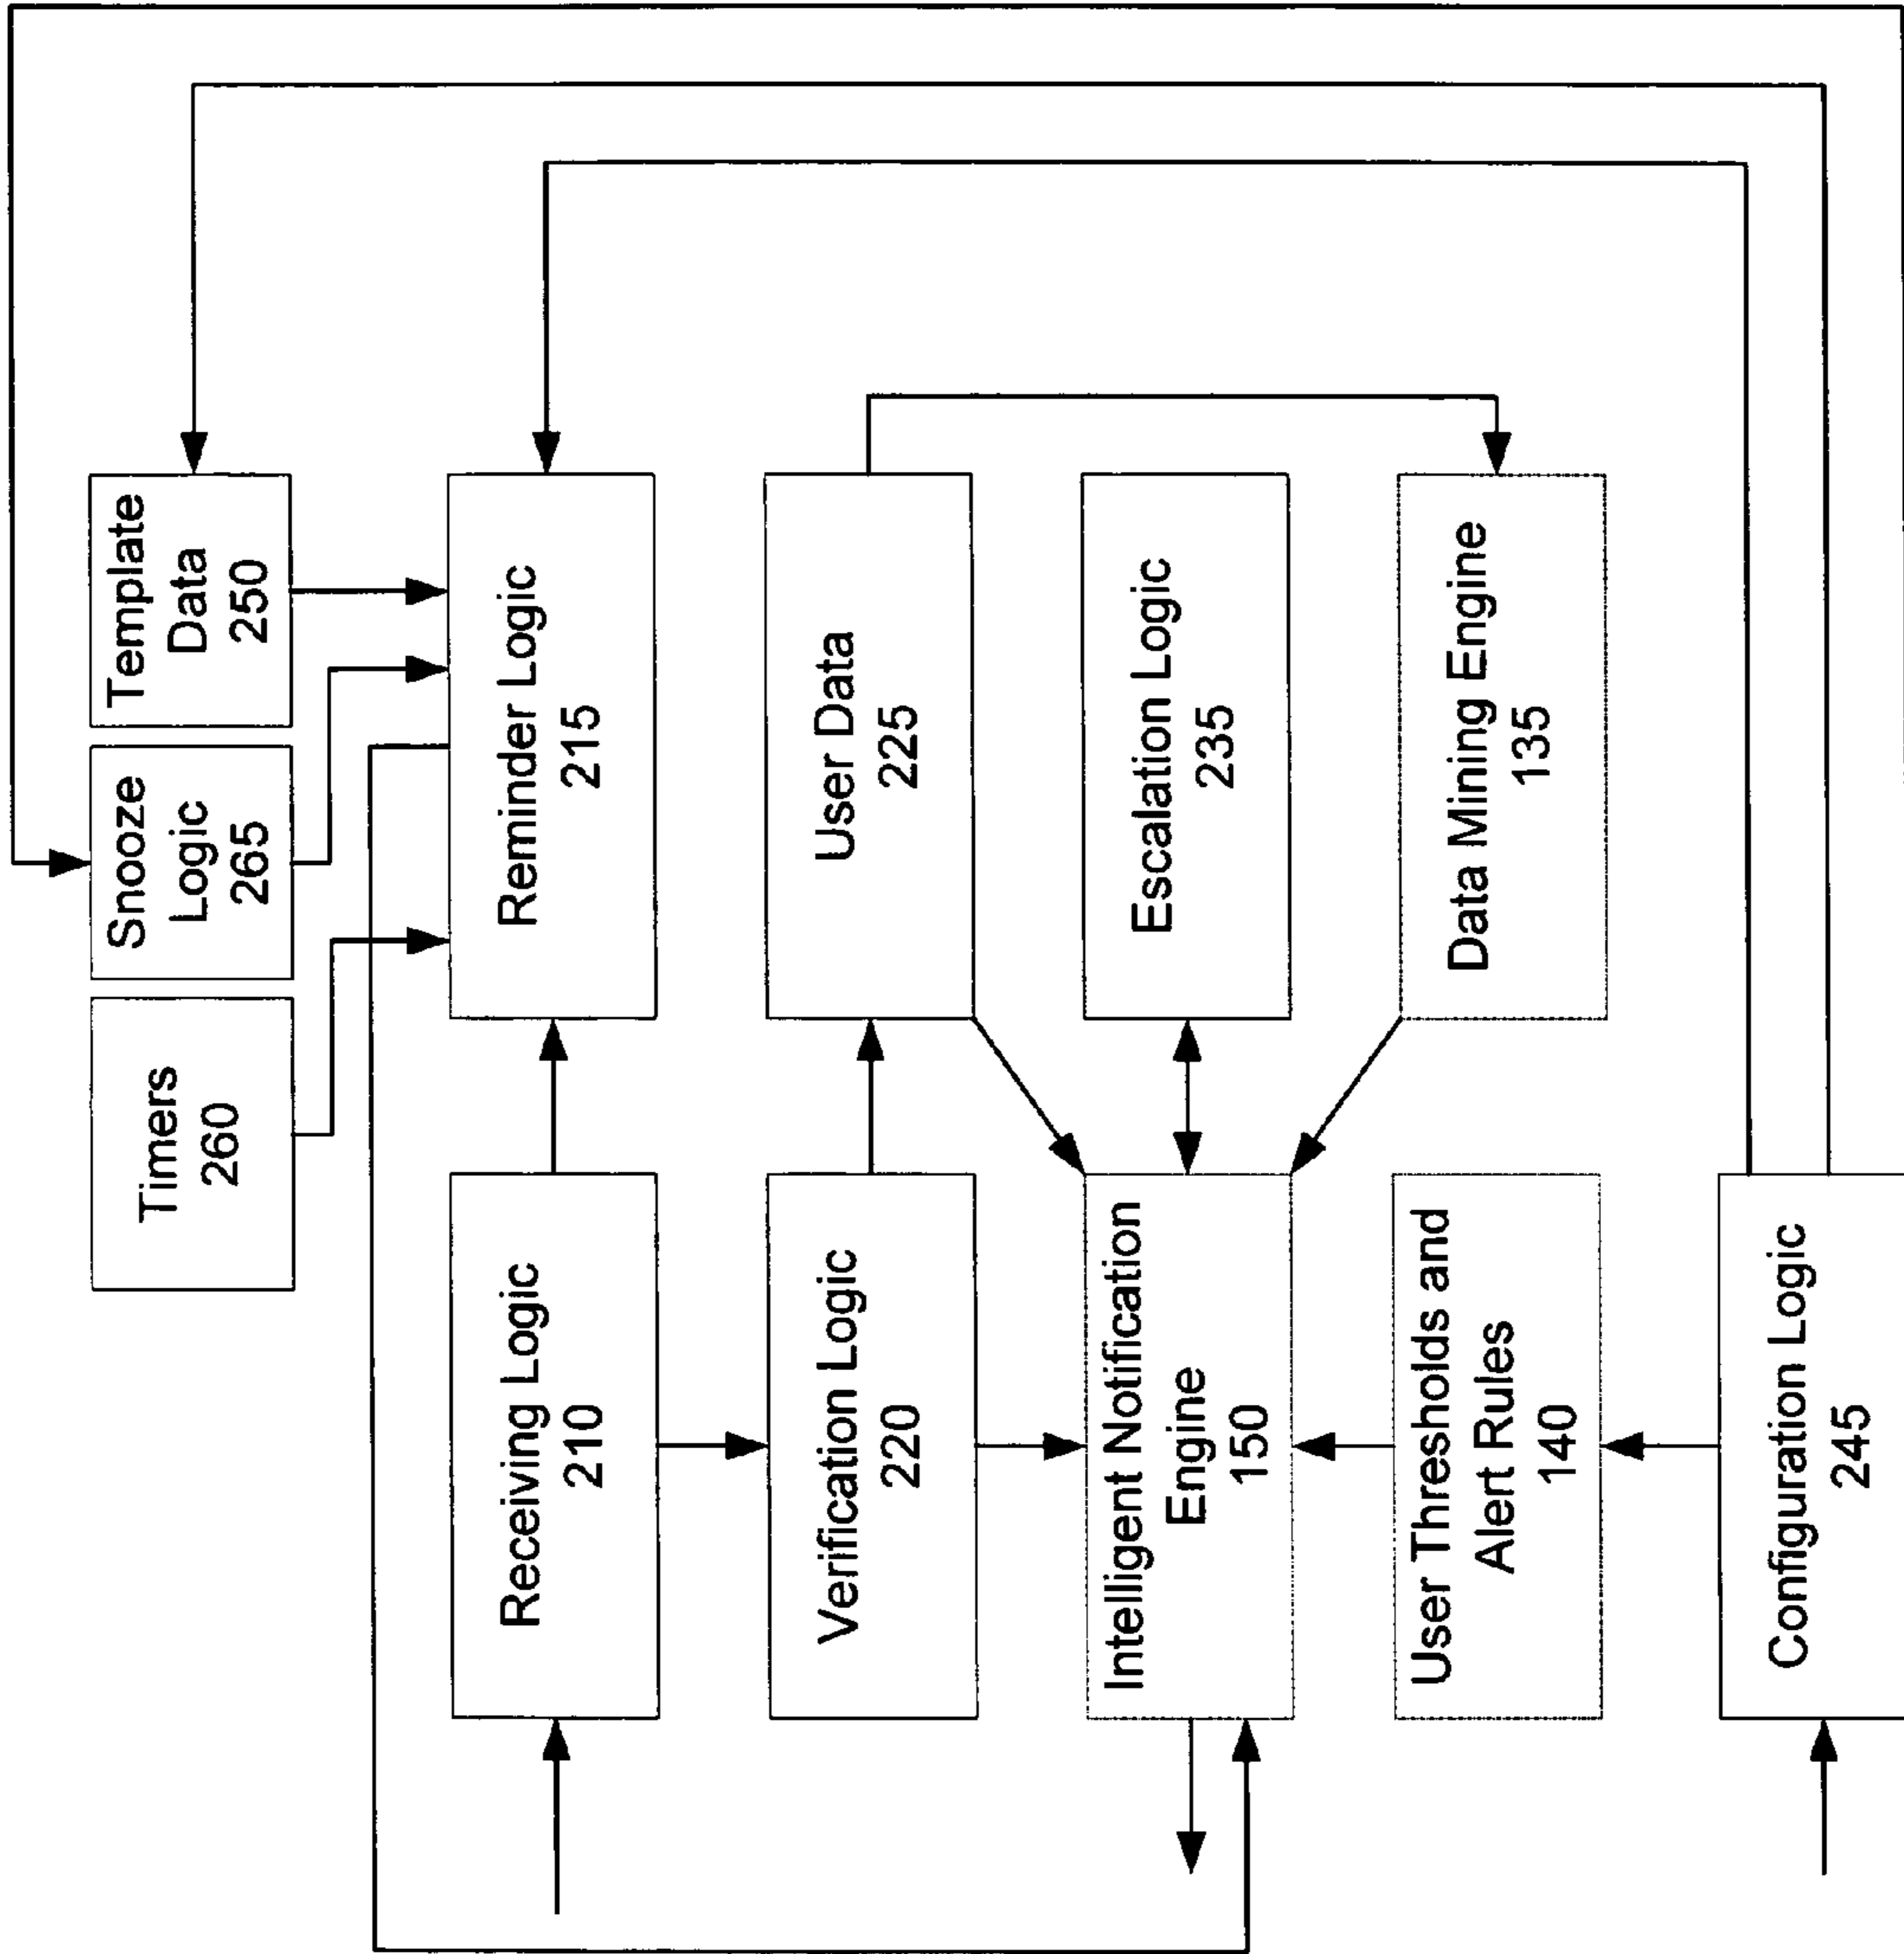 Timers
260
Snooze
Logic
265
Template
Data
250
Receiving Logic
210
Reminder Logic
215
Verification Logic
220
User Data
225
Intelligent Notification
Engine
150
Escalation Logic
235
User Thresholds and
Alert Rules
140
Data Mining Engine
135
Configuration Logic
245